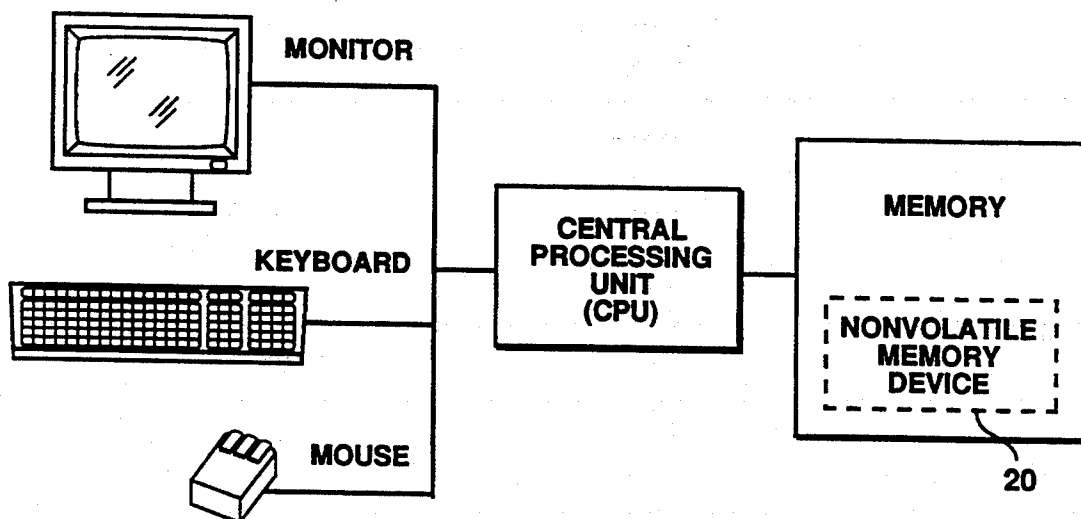 MONITOR
KEYBOARD
MOUSE
CENTRAL
PROCESSING
UNIT
(CPU)
MEMORY
NONVOLATILE
MEMORY
DEVICE
20